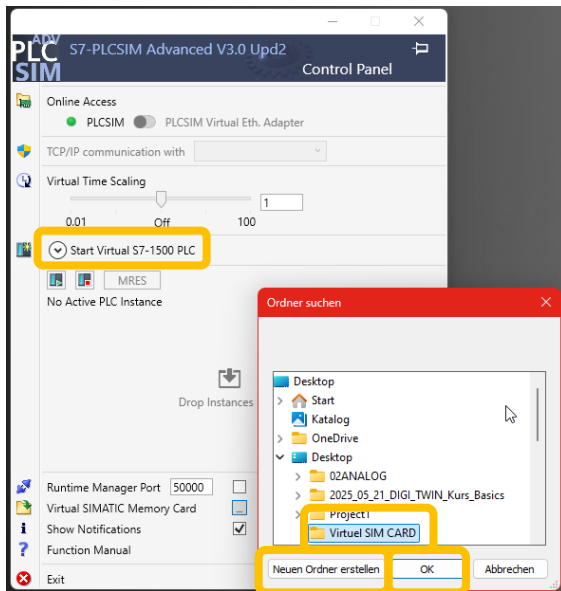 ADV
PLC
SIM
S7-PLCSIM Advanced V3.0 Upd2
Control Panel
Online Access
PLCSIM PLCSIM Virtual Eth. Adapter
TCP/IP communication with
Virtual Time Scaling
1
0.01 Off 100
Start Virtual S7-1500 PLC
MRES
No Active PLC Instance
Drop Instances
Runtime Manager Port 50000
Virtual SIMATIC Memory Card ...
Show Notifications
Function Manual
Exit
Ordner suchen
Desktop
Start
Katalog
OneDrive
Desktop
02ANALOG
2025_05_21_DIGI_TWIN_Kurs_Basics
Project1
Virtuel SIM CARD
Neuen Ordner erstellen OK Abbrechen